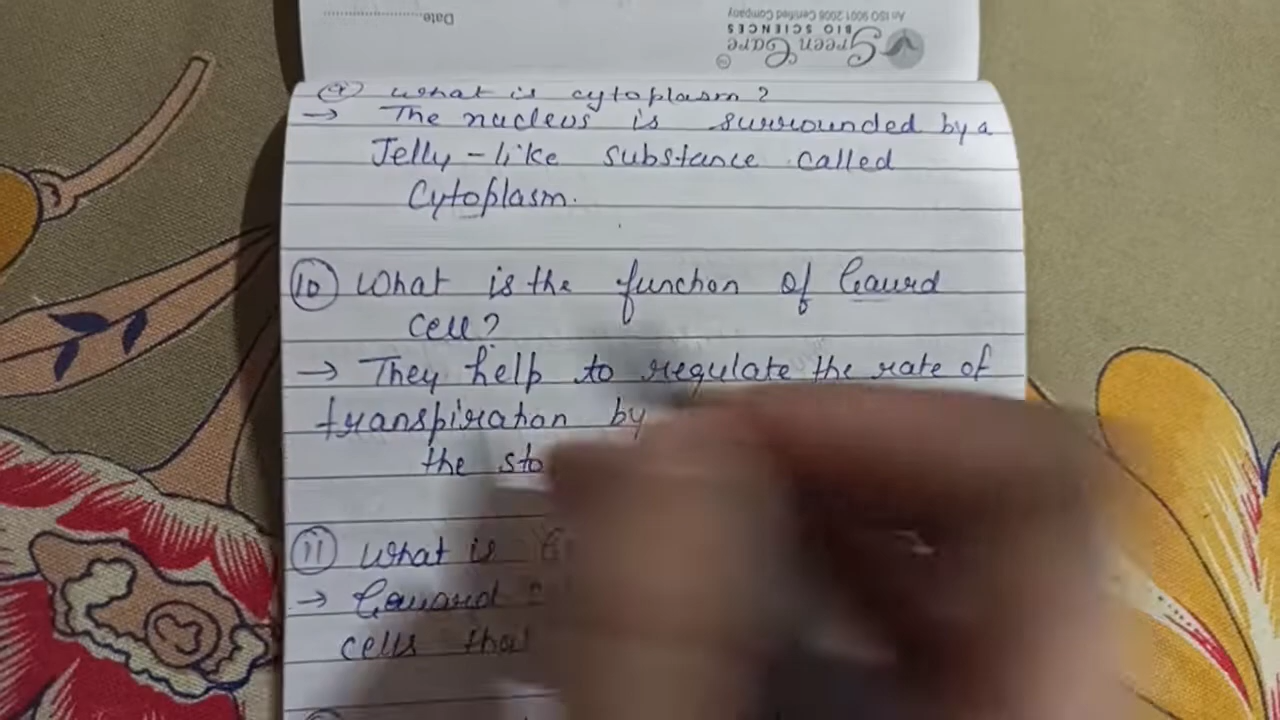 Date
An ISO 9001 2008 Certified Company
BIO SCIENCES
Green Care
9 What is cytoplasm?
→ The nucleus is surrounded by a
Jelly-like substance called
Cytoplasm.
10 What is the function of Gaurd
cell?
→ They help to regulate the rate of
transpiration by
the sto
11 What is
→ Gauard
cells that